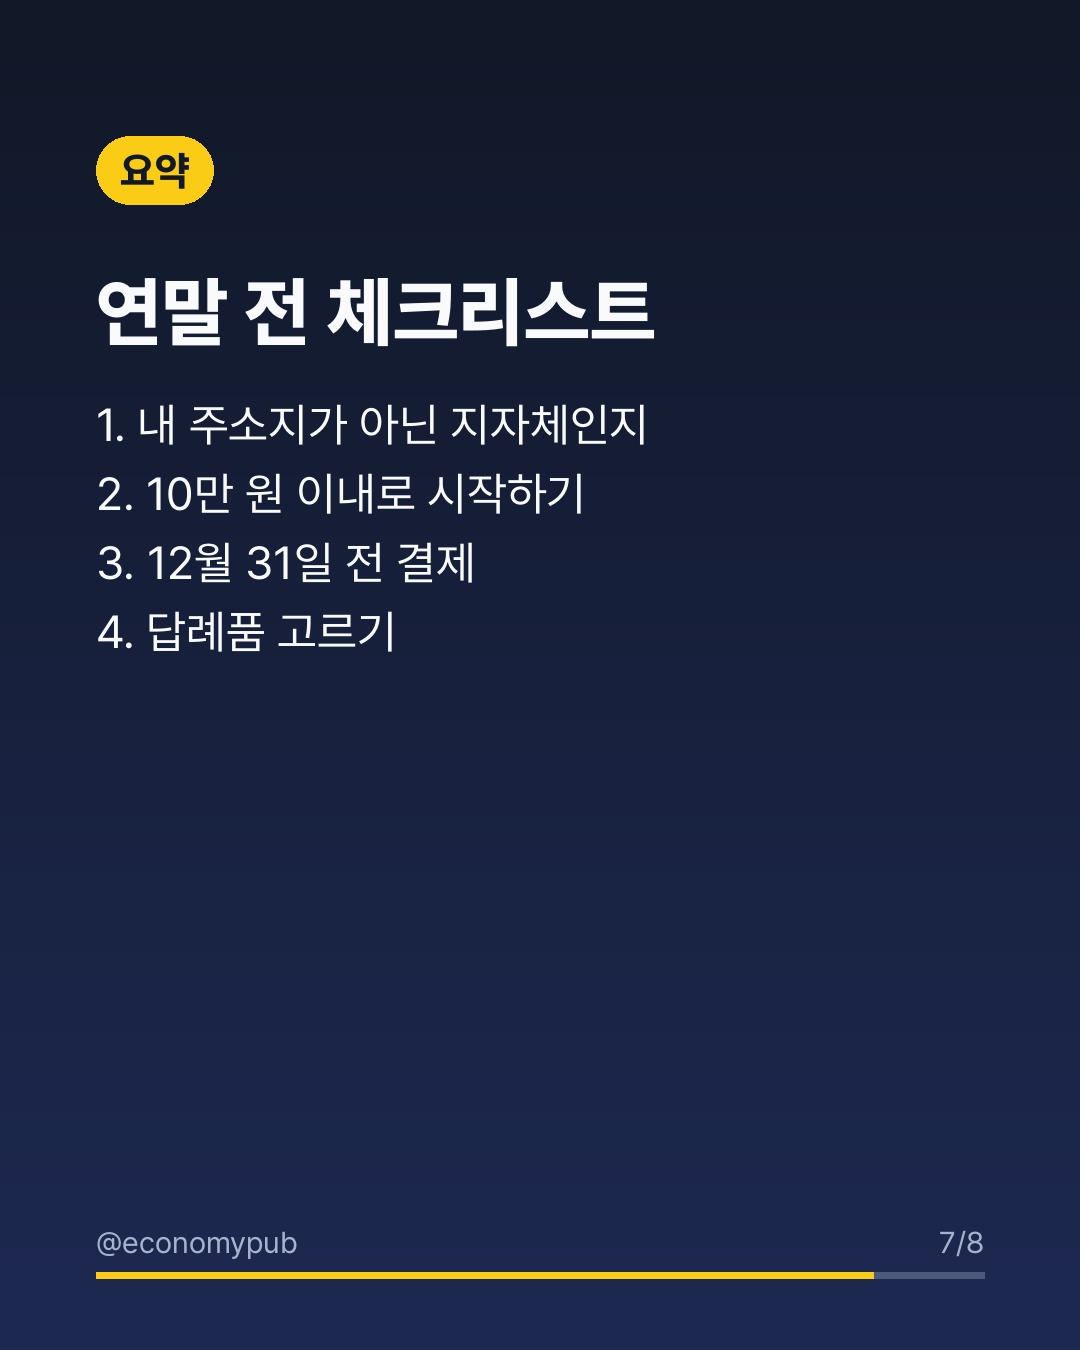 요약
연말 전 체크리스트
1. 내 주소지가 아닌 지자체인지
2. 10만 원 이내로 시작하기
3. 12월 31일 전 결제
4. 답례품 고르기
@economypub
7/8